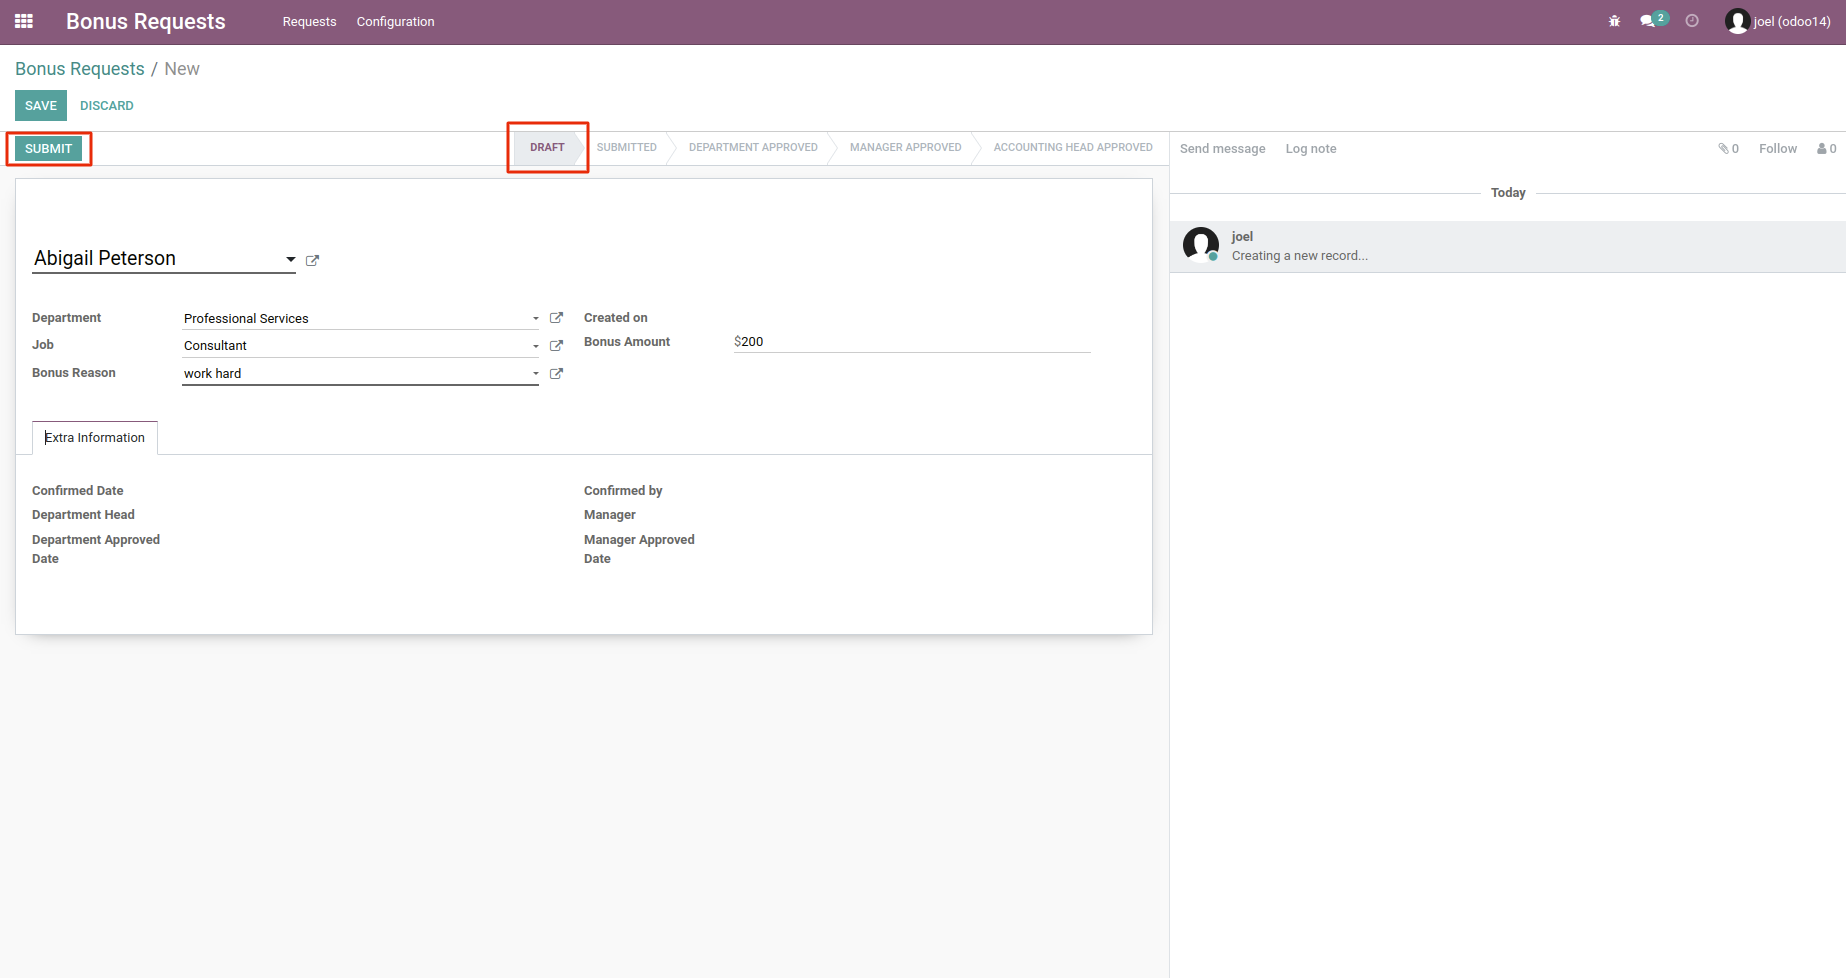 Bonus Requests Requests Configuration 2 joel (odoo14)
Bonus Requests / New
SAVE DISCARD
SUBMIT DRAFT SUBMITTED DEPARTMENT APPROVED MANAGER APPROVED ACCOUNTING HEAD APPROVED Send message Log note 0 Follow 0
Today
joel
Creating a new record...
Abigail Peterson
Department Professional Services Created on
Job Consultant Bonus Amount $200
Bonus Reason work hard
Extra Information
Confirmed Date Confirmed by
Department Head Manager
Department Approved Manager Approved
Date Date